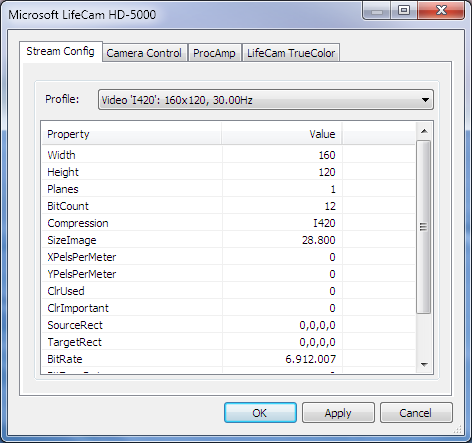 Microsoft LifeCam HD-5000
Stream Config Camera Control ProcAmp LifeCam TrueColor
Profile: Video 'I420': 160x120, 30.00Hz
Property Value
Width 160
Height 120
Planes 1
BitCount 12
Compression I420
SizeImage 28.800
XPelsPerMeter 0
YPelsPerMeter 0
ClrUsed 0
ClrImportant 0
SourceRect 0,0,0,0
TargetRect 0,0,0,0
BitRate 6.912.007
OK Apply Cancel